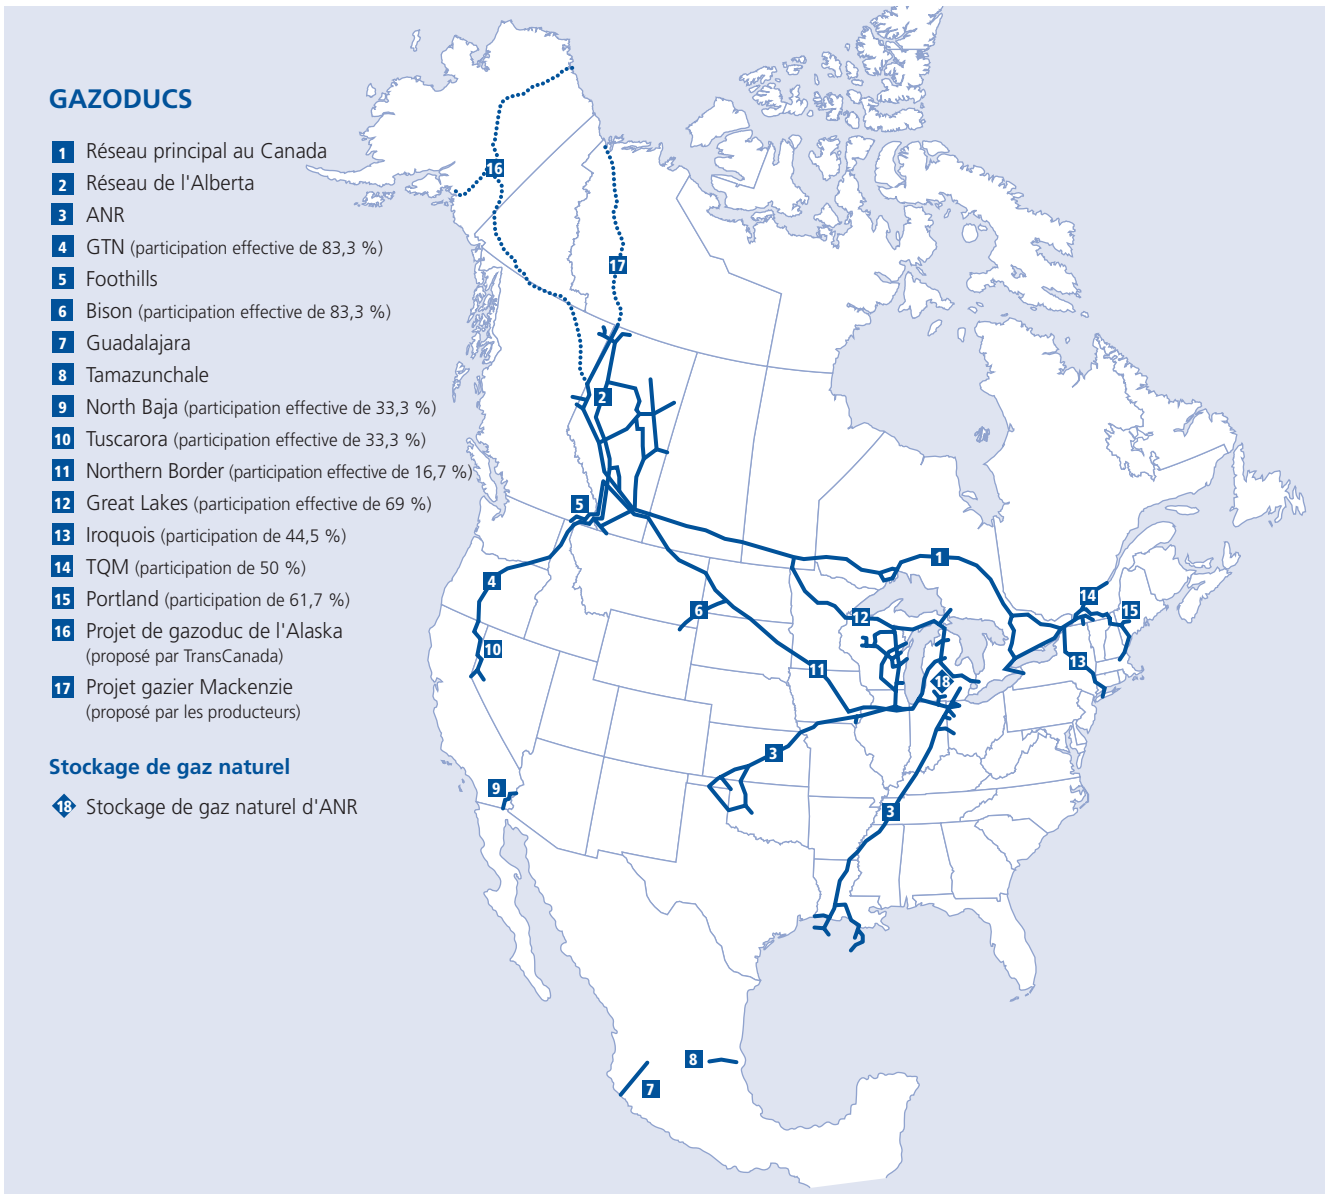 GAZODUCS
1 Réseau principal au Canada
2 Réseau de l'Alberta
3 ANR
4 GTN (participation effective de 83,3 %)
5 Foothills
6 Bison (participation effective de 83,3 %)
7 Guadalajara
8 Tamazunchale
9 North Baja (participation effective de 33,3 %)
10 Tuscarora (participation effective de 33,3 %)
11 Northern Border (participation effective de 16,7 %)
12 Great Lakes (participation effective de 69 %)
13 Iroquois (participation de 44,5 %)
14 TQM (participation de 50 %)
15 Portland (participation de 61,7 %)
16 Projet de gazoduc de l'Alaska
(proposé par TransCanada)
17 Projet gazier Mackenzie
(proposé par les producteurs)
Stockage de gaz naturel
18 Stockage de gaz naturel d'ANR
16
17
2
5
1
4
14
6
15
12
10
13
11
18
3
9
3
8
7